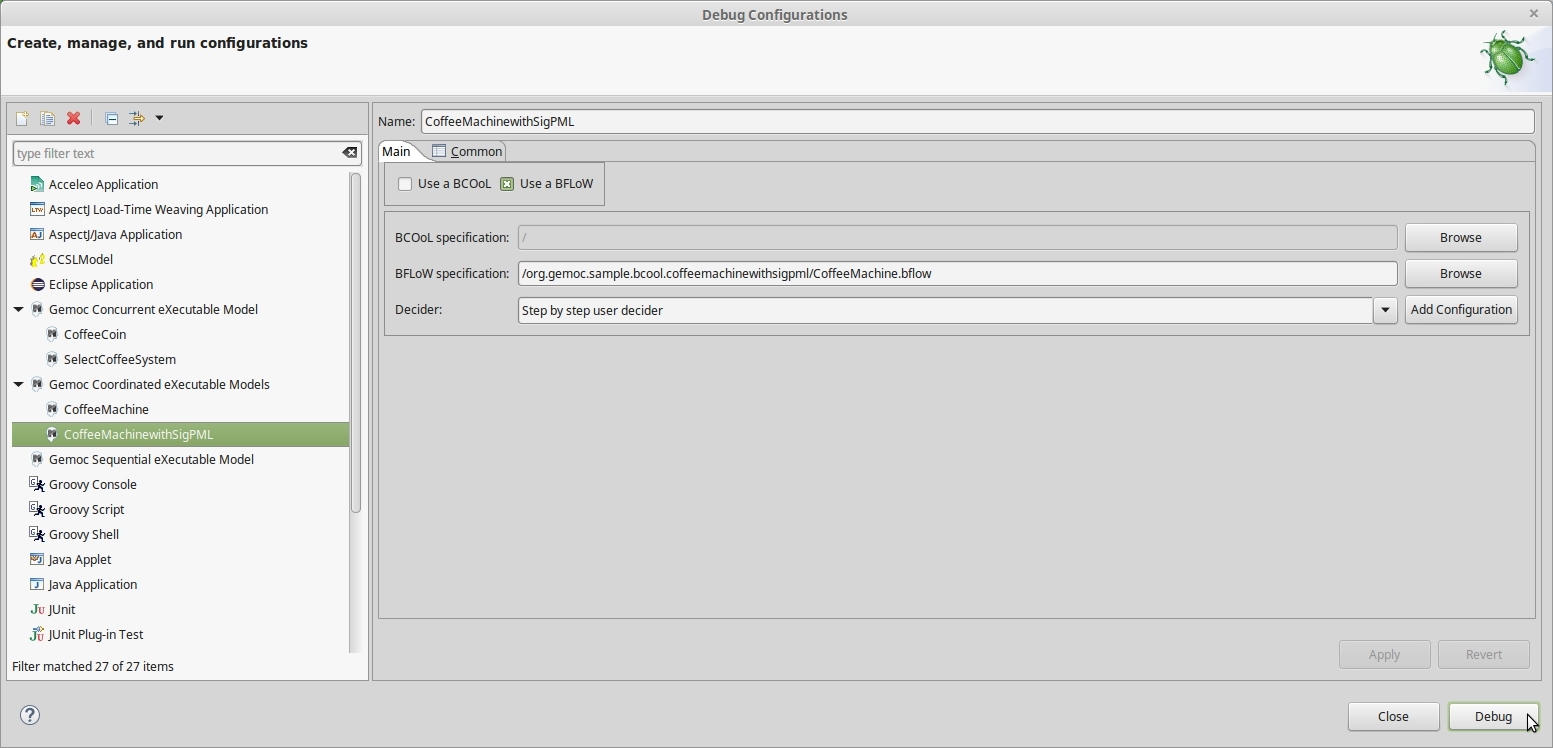 Debug Configurations
Create, manage, and run configurations
type filter text
Acceleo Application
AspectJ Load-Time Weaving Application
AspectJ/Java Application
CCSLModel
Eclipse Application
Gemoc Concurrent eXecutable Model
CoffeeCoin
SelectCoffeeSystem
Gemoc Coordinated eXecutable Models
CoffeeMachine
CoffeeMachinewithSigPML
Gemoc Sequential eXecutable Model
Groovy Console
Groovy Script
Groovy Shell
Java Applet
Java Application
JUnit
JUnit Plug-in Test
Filter matched 27 of 27 items
Name: CoffeeMachinewithSigPML
Main Common
Use a BCOoL Use a BFLoW
BCOoL specification: / Browse
BFLoW specification: /org.gemoc.sample.bcool.coffeemachinewithsigpml/CoffeeMachine.bflow Browse
Decider: Step by step user decider Add Configuration
Apply Revert
Close Debug